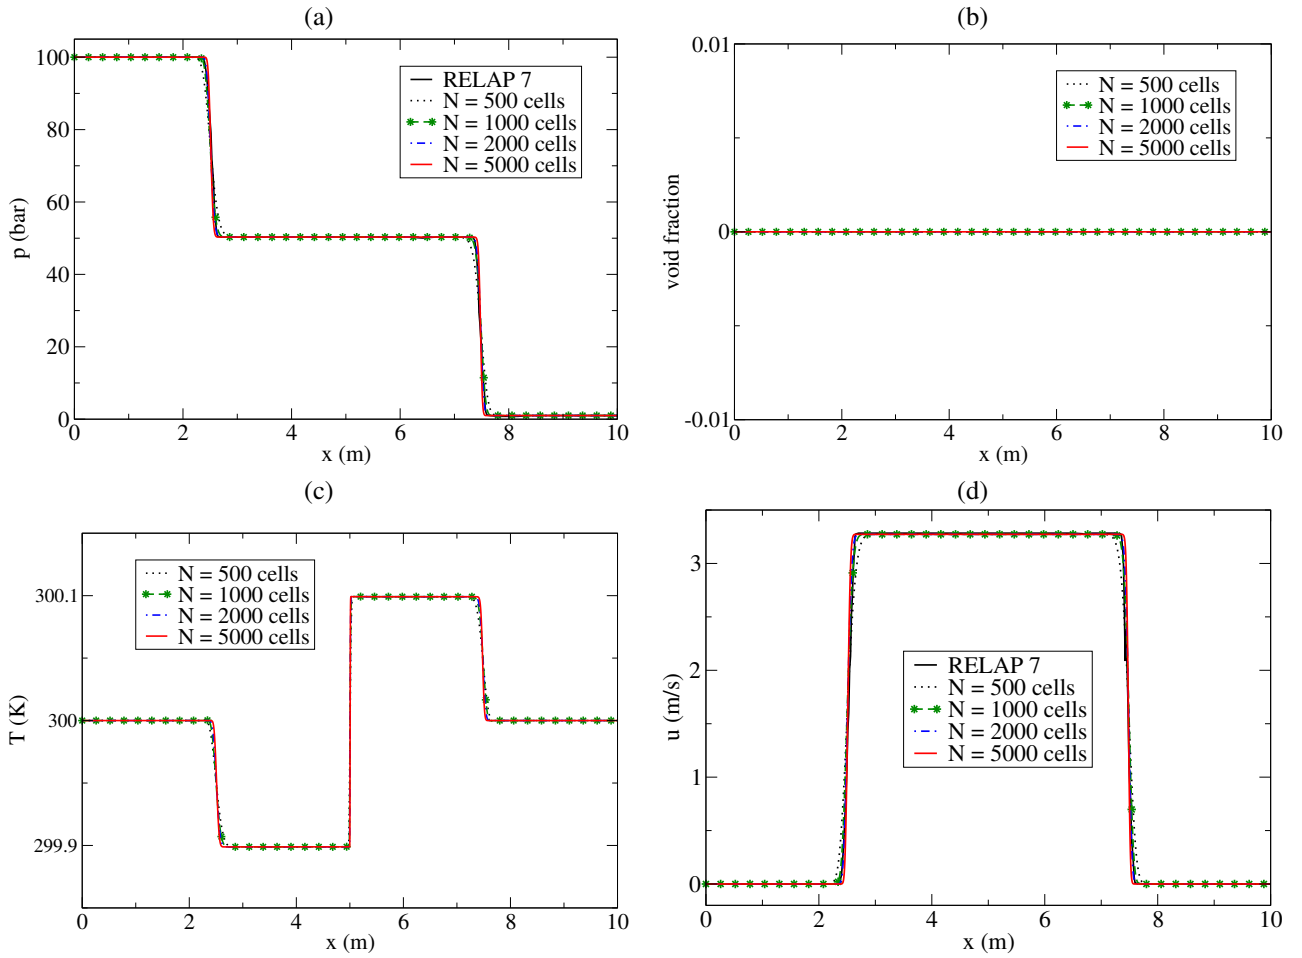 (a)
100
80
60
40
20
0
p (bar)
RELAP 7
N = 500 cells
N = 1000 cells
N = 2000 cells
N = 5000 cells
0 2 4 6 8 10
x (m)
(b)
0.01
0
-0.01
void fraction
N = 500 cells
N = 1000 cells
N = 2000 cells
N = 5000 cells
0 2 4 6 8 10
x (m)
(c)
300.1
300
299.9
T (K)
N = 500 cells
N = 1000 cells
N = 2000 cells
N = 5000 cells
0 2 4 6 8 10
x (m)
(d)
3
2
1
0
u (m/s)
RELAP 7
N = 500 cells
N = 1000 cells
N = 2000 cells
N = 5000 cells
0 2 4 6 8 10
x (m)